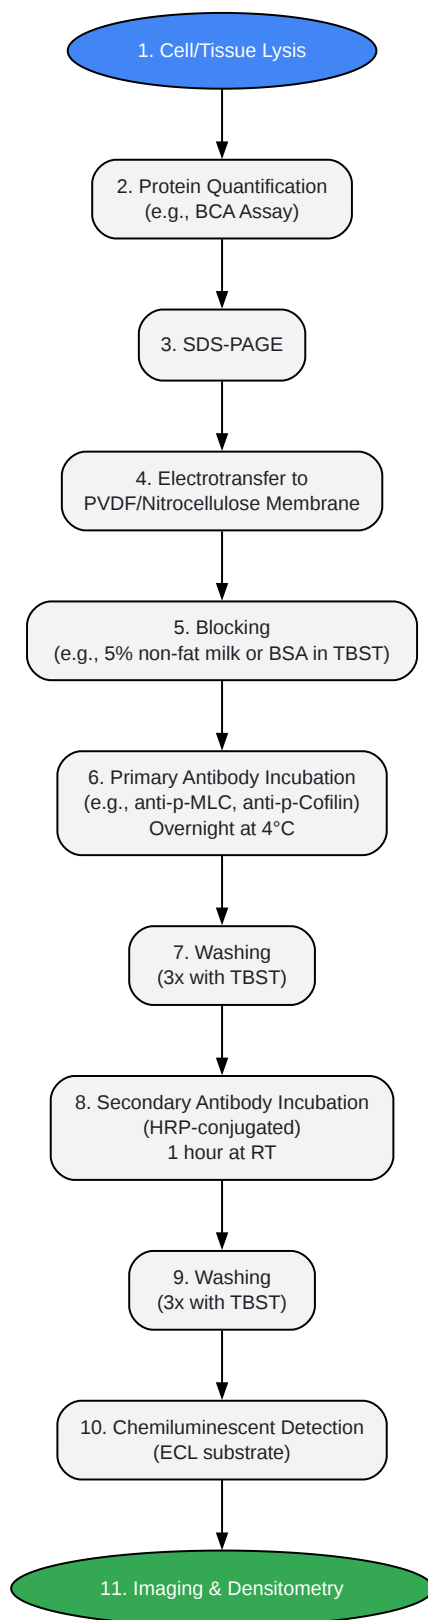 1. Cell/Tissue Lysis
2. Protein Quantification
(e.g., BCA Assay)
3. SDS-PAGE
4. Electrotransfer to
PVDF/Nitrocellulose Membrane
5. Blocking
(e.g., 5% non-fat milk or BSA in TBST)
6. Primary Antibody Incubation
(e.g., anti-p-MLC, anti-p-Cofilin)
Overnight at 4°C
7. Washing
(3x with TBST)
8. Secondary Antibody Incubation
(HRP-conjugated)
1 hour at RT
9. Washing
(3x with TBST)
10. Chemiluminescent Detection
(ECL substrate)
11. Imaging & Densitometry